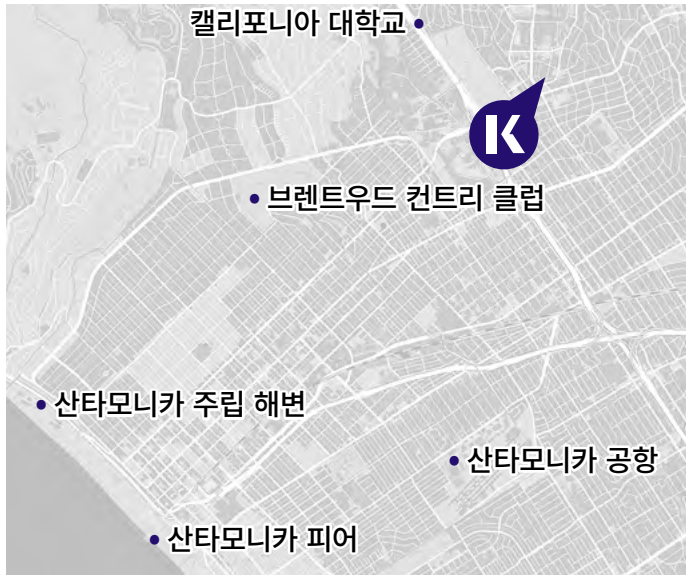 캘리포니아 대학교
K
브렌트우드 컨트리 클럽
산타모니카 주립 해변
산타모니카 공항
산타모니카 피어